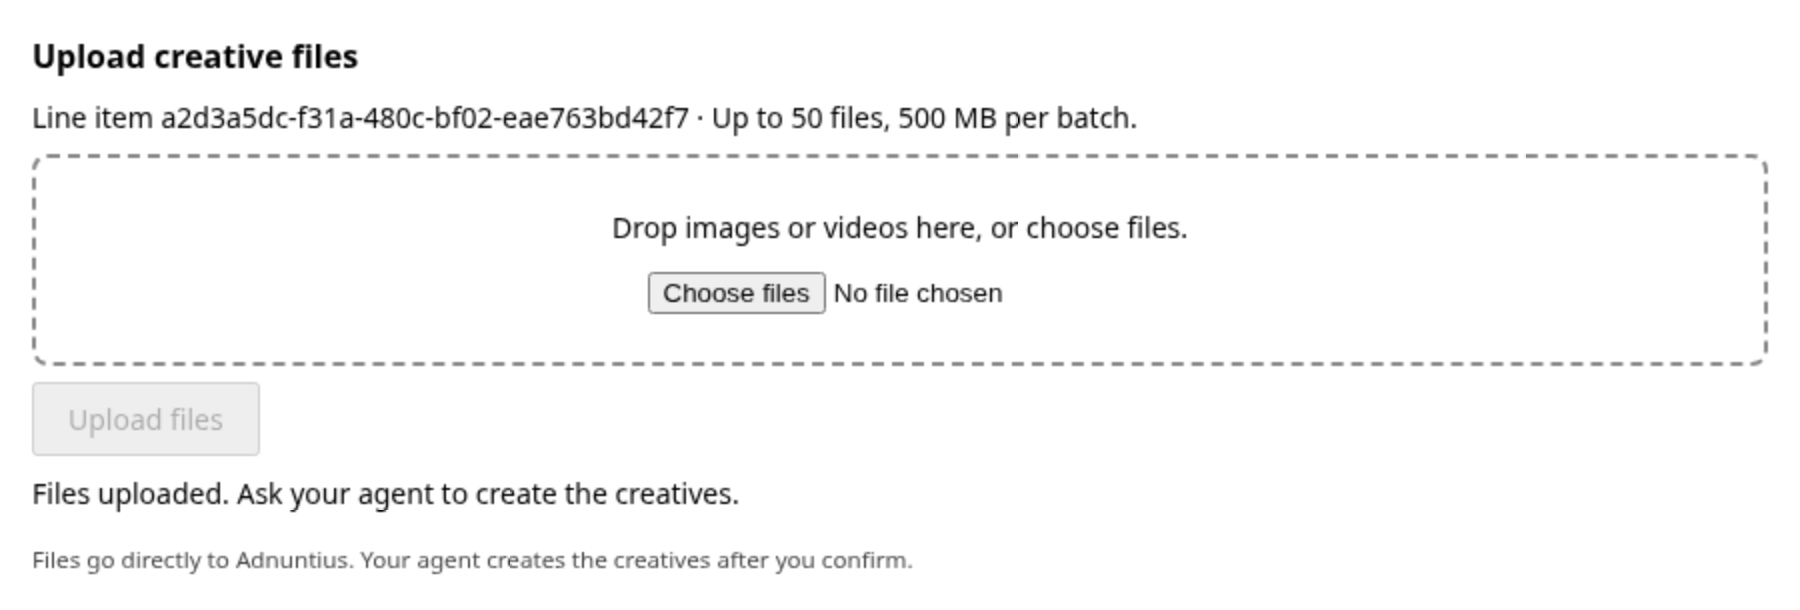 Upload creative files
Line item a2d3a5dc-f31a-480c-bf02-eae763bd42f7 · Up to 50 files, 500 MB per batch.
Drop images or videos here, or choose files.
Choose files No file chosen
Upload files
Files uploaded. Ask your agent to create the creatives.
Files go directly to Adnuntius. Your agent creates the creatives after you confirm.